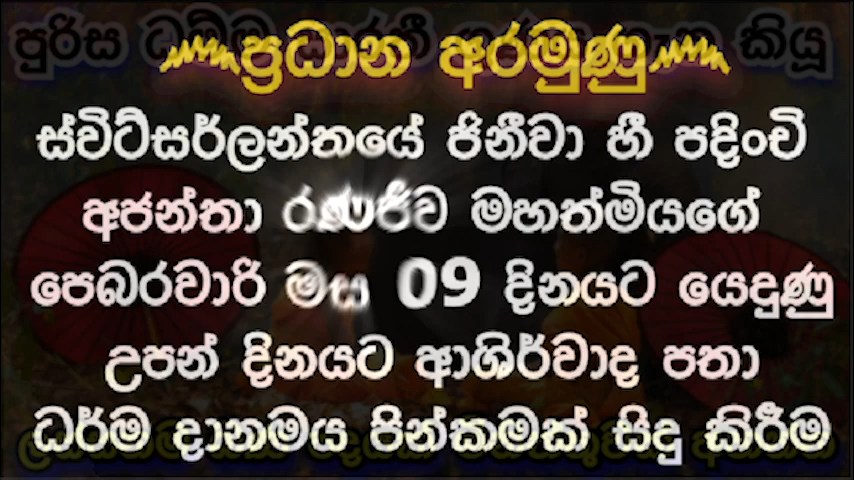 ප්‍රධාන අරමුණු
ස්විට්සර්ලන්තයේ ජිනීවා හී පදිංචි
අජන්තා රණජීව මහත්මියගේ
පෙබරවාරි මස 09 දිනයට යෙදුණු
උපන් දිනයට ආශිර්වාද පතා
ධර්ම දානමය පින්කමක් සිදු කිරීම